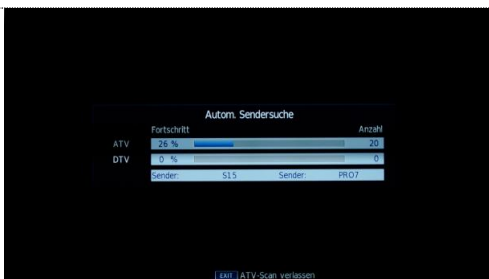 Autom. Sendersuche
Fortschritt Anzahl
ATV 26 % 20
DTV 0 % 0
Sender: S15 Sender: PRO7
EXIT ATV-Scan verlassen